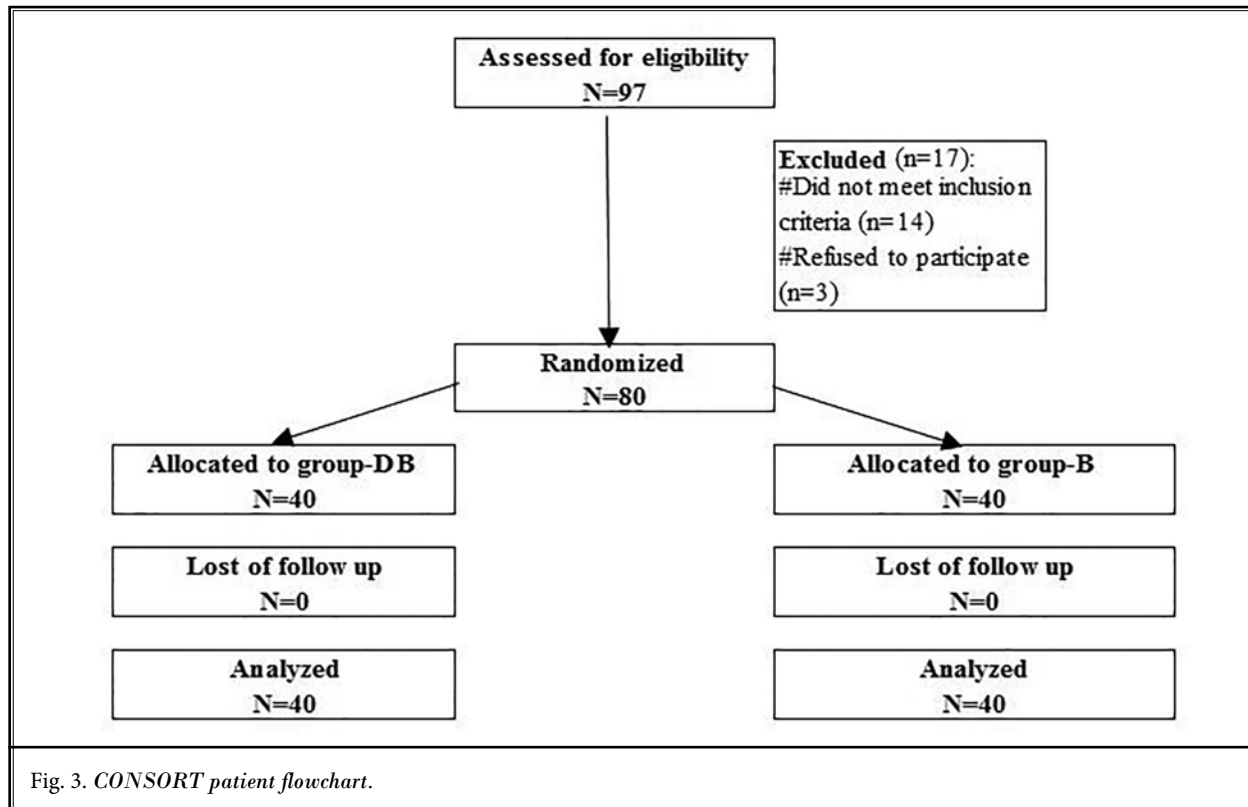 Assessed for eligibility
N=97
Excluded (n=17):
#Did not meet inclusion
criteria (n=14)
#Refused to participate
(n=3)
Randomized
N=80
Allocated to group-DB
N=40
Allocated to group-B
N=40
Lost of follow up
N=0
Lost of follow up
N=0
Analyzed
N=40
Analyzed
N=40
Fig. 3. CONSORT patient flowchart.